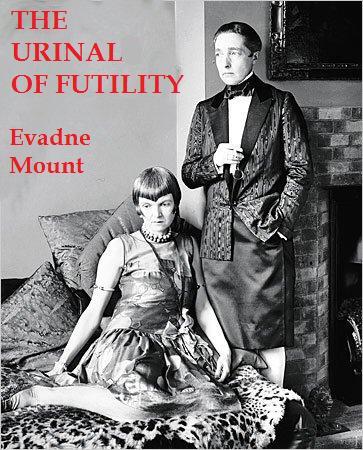 THE
URINAL
OF FUTILITY
Evadne
Mount